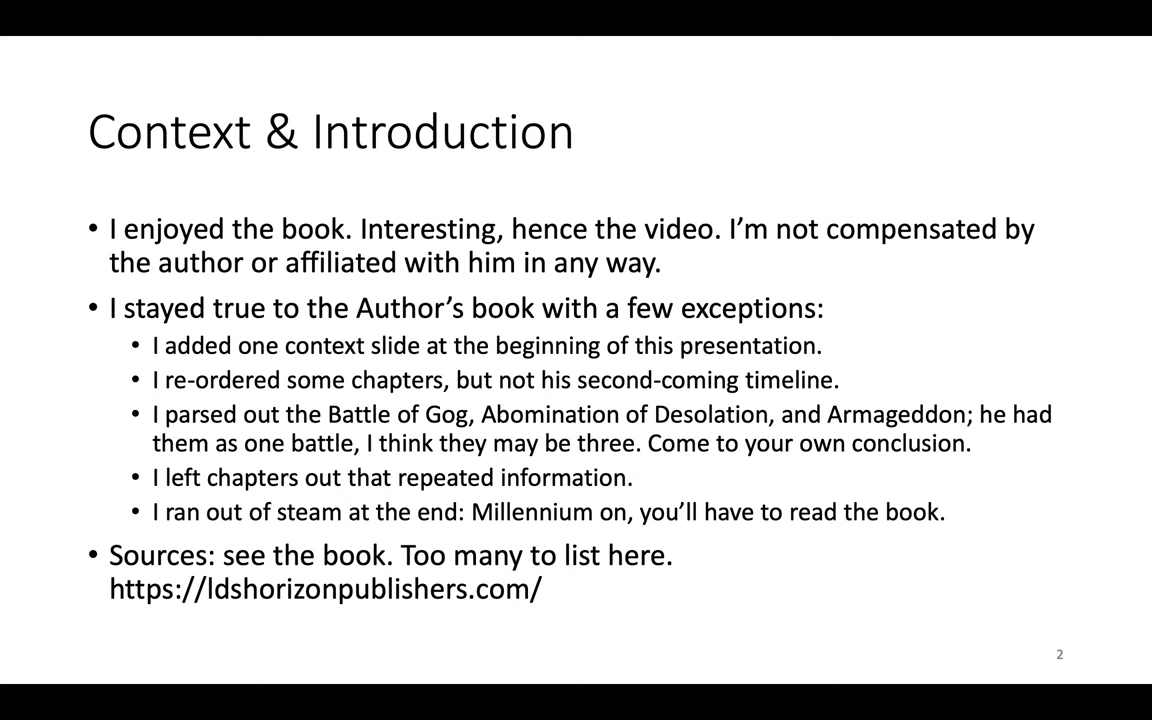 Context & Introduction
• I enjoyed the book. Interesting, hence the video. I’m not compensated by
the author or affiliated with him in any way.
• I stayed true to the Author’s book with a few exceptions:
• I added one context slide at the beginning of this presentation.
• I re-ordered some chapters, but not his second-coming timeline.
• I parsed out the Battle of Gog, Abomination of Desolation, and Armageddon; he had
them as one battle, I think they may be three. Come to your own conclusion.
• I left chapters out that repeated information.
• I ran out of steam at the end: Millennium on, you’ll have to read the book.
• Sources: see the book. Too many to list here.
https://ldshorizonpublishers.com/
2